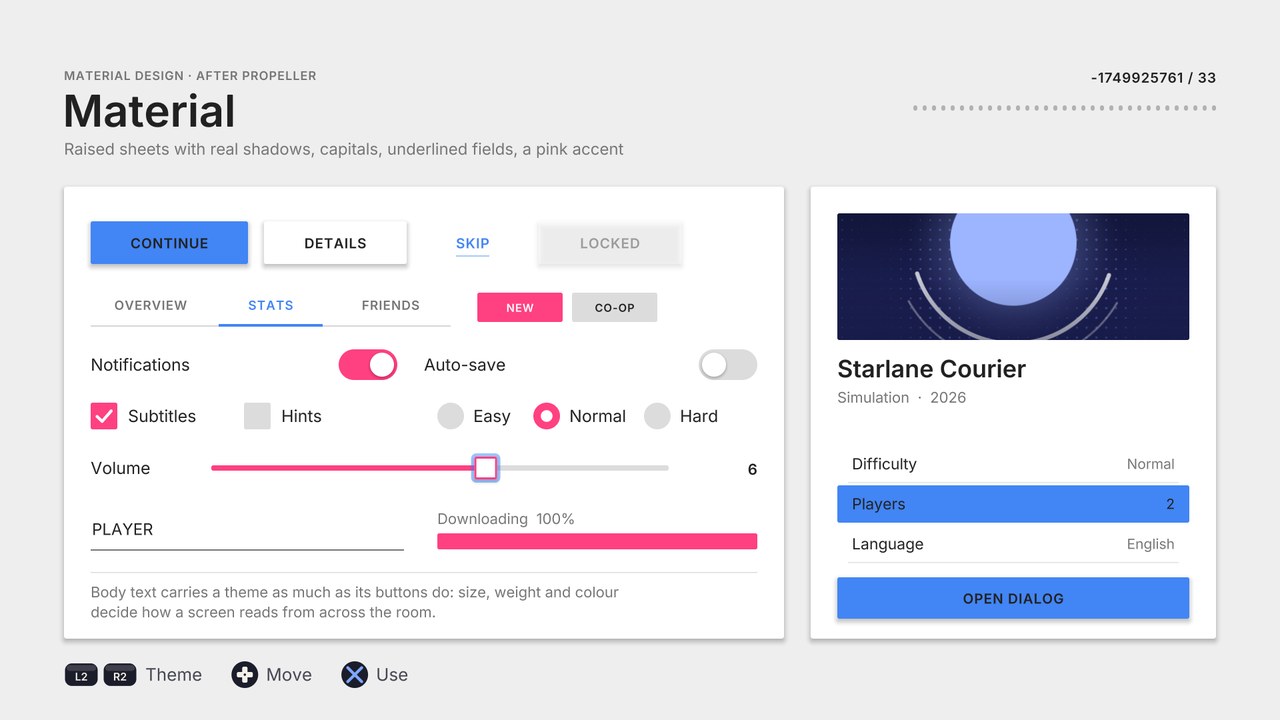 MATERIAL DESIGN · AFTER PROPELLER
-1749925761 / 33
Material
Raised sheets with real shadows, capitals, underlined fields, a pink accent
CONTINUE
DETAILS
SKIP
LOCKED
OVERVIEW
STATS
FRIENDS
NEW
CO-OP
Notifications
Auto-save
Subtitles
Hints
Easy
Normal
Hard
Volume
6
PLAYER
Downloading 100%
Body text carries a theme as much as its buttons do: size, weight and colour
decide how a screen reads from across the room.
Starlane Courier
Simulation · 2026
Difficulty Normal
Players 2
Language English
OPEN DIALOG
L2 R2 Theme
Move
Use